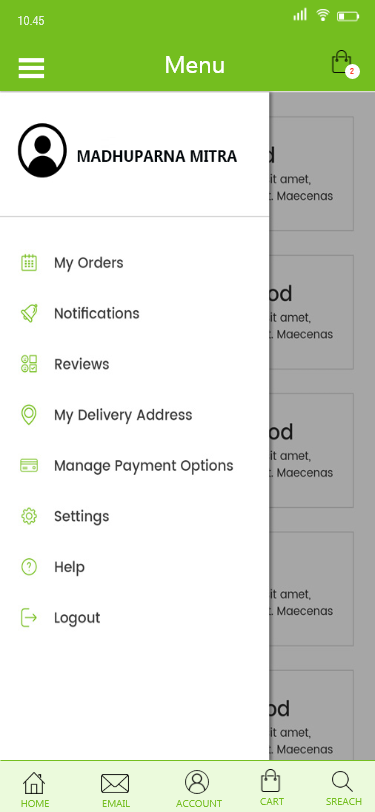 10.45
Menu
2
MADHUPARNA MITRA
d
it amet,
t. Maecenas
My Orders
od
Notifications
it amet,
t. Maecenas
Reviews
My Delivery Address
od
it amet,
Manage Payment Options
t. Maecenas
Settings
Help
it amet,
Logout
t. Maecenas
od
it amet,
t. Maecenas
HOME
EMAIL
ACCOUNT
CART
SREACH